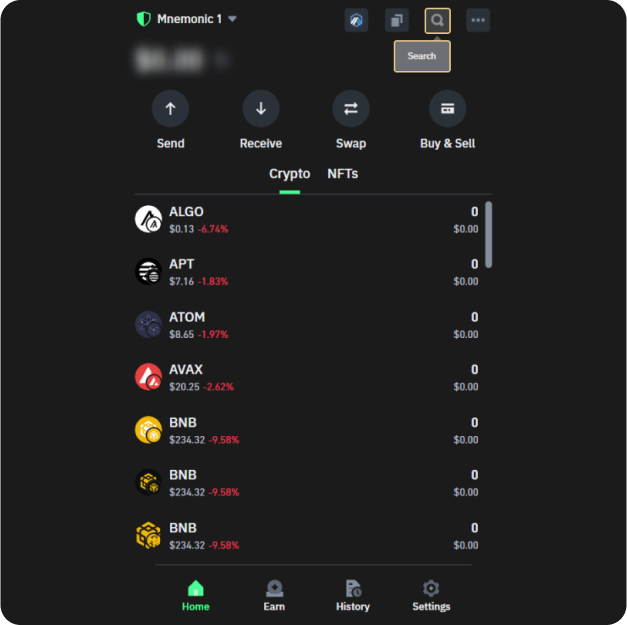 Mnemonic 1
Search
Send
Receive
Swap
Buy & Sell
Crypto
NFTs
ALGO
0
$0.13 -6.74%
$0.00
APT
0
$7.16 -1.83%
$0.00
ATOM
0
$8.65 -1.97%
$0.00
AVAX
0
$20.25 -2.62%
$0.00
BNB
0
$234.32 -9.58%
$0.00
BNB
0
$234.32 -9.58%
$0.00
BNB
0
$234.32 -9.58%
$0.00
Home
Earn
History
Settings